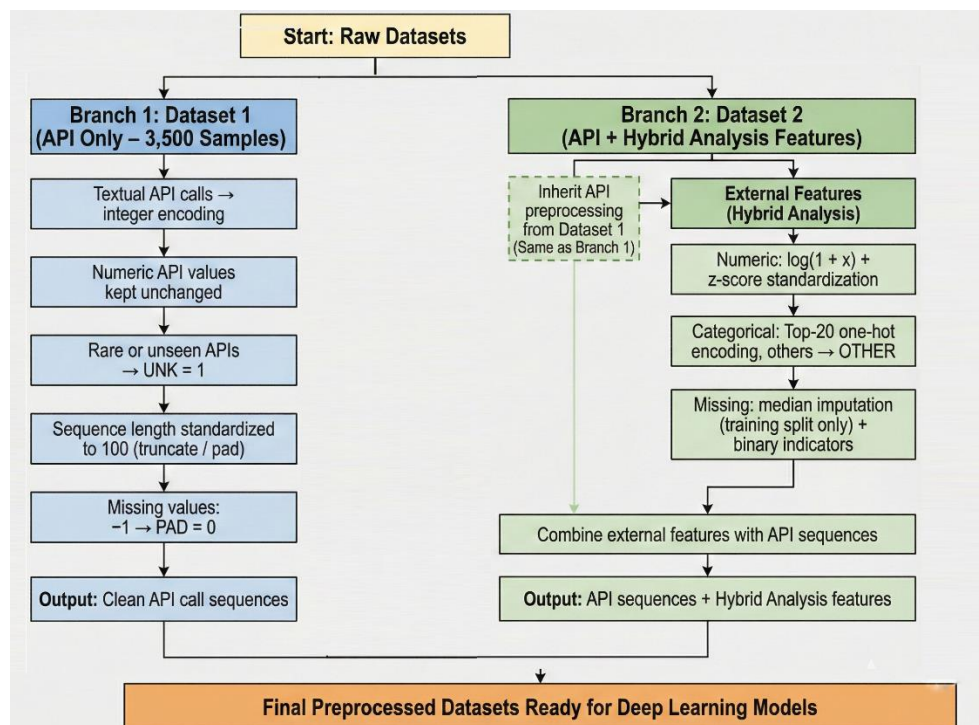 Start: Raw Datasets
Branch 1: Dataset 1
(API Only – 3,500 Samples)
Textual API calls →
integer encoding
Numeric API values
kept unchanged
Rare or unseen APIs
→ UNK = 1
Sequence length standardized
to 100 (truncate / pad)
Missing values:
−1 → PAD = 0
Output: Clean API call sequences
Branch 2: Dataset 2
(API + Hybrid Analysis Features)
Inherit API
preprocessing
from Dataset 1
(Same as Branch 1)
External Features
(Hybrid Analysis)
Numeric: log(1 + x) +
z-score standardization
Categorical: Top-20 one-hot
encoding, others → OTHER
Missing: median imputation
(training split only) +
binary indicators
Combine external features with API sequences
Output: API sequences + Hybrid Analysis features
Final Preprocessed Datasets Ready for Deep Learning Models